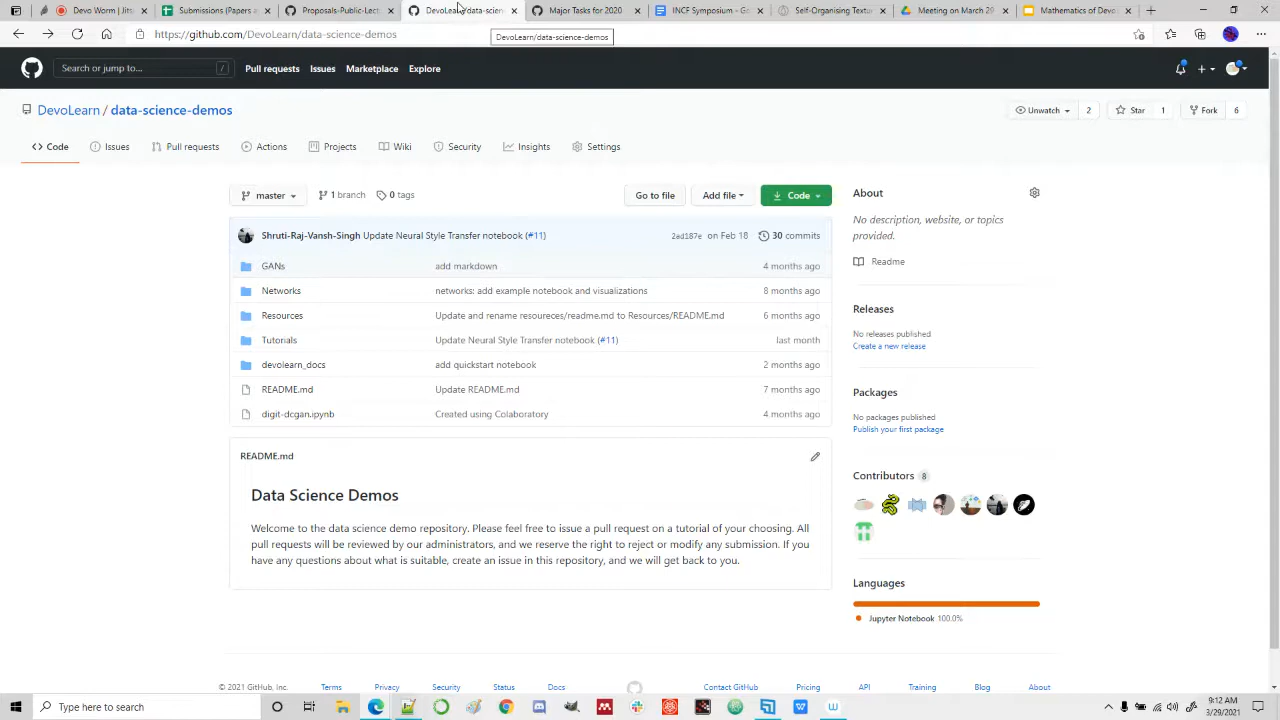 DevoWorm | Jitsi
Submissions (Papers and
Proposals-Public-Lectu
DevoLearn/data-scien
Major Tasks for 2020
INCF Symposium - G
Self-Organising Textu
Meeting on March 29
Mathematics of Devo
https://github.com/DevoLearn/data-science-demos
DevoLearn/data-science-demos
Search or jump to...
/
Pull requests
Issues
Marketplace
Explore
DevoLearn / data-science-demos
Unwatch 2
Star 1
Fork 6
Code
Issues
Pull requests
Actions
Projects
Wiki
Security
Insights
Settings
master
1 branch
0 tags
Go to file
Add file
Code
Shruti-Raj-Vansh-Singh Update Neural Style Transfer notebook (#11) 2ad187e on Feb 18 30 commits
GANs add markdown 4 months ago
Networks networks: add example notebook and visualizations 8 months ago
Resources Update and rename resoureces/readme.md to Resources/README.md 6 months ago
Tutorials Update Neural Style Transfer notebook (#11) last month
devolearn_docs add quickstart notebook 2 months ago
README.md Update README.md 7 months ago
digit-dcgan.ipynb Created using Colaboratory 4 months ago
README.md
Data Science Demos
Welcome to the data science demo repository. Please feel free to issue a pull request on a tutorial of your choosing. All
pull requests will be reviewed by our administrators, and we reserve the right to reject or modify any submission. If you
have any questions about what is suitable, create an issue in this repository, and we will get back to you.
About
No description, website, or topics
provided.
Readme
Releases
No releases published
Create a new release
Packages
No packages published
Publish your first package
Contributors 8
Languages
Jupyter Notebook 100.0%
© 2021 GitHub, Inc.
Terms
Privacy
Security
Status
Docs
Contact GitHub
Pricing
API
Training
Blog
About
Type here to search
9:12 AM
3/29/2021